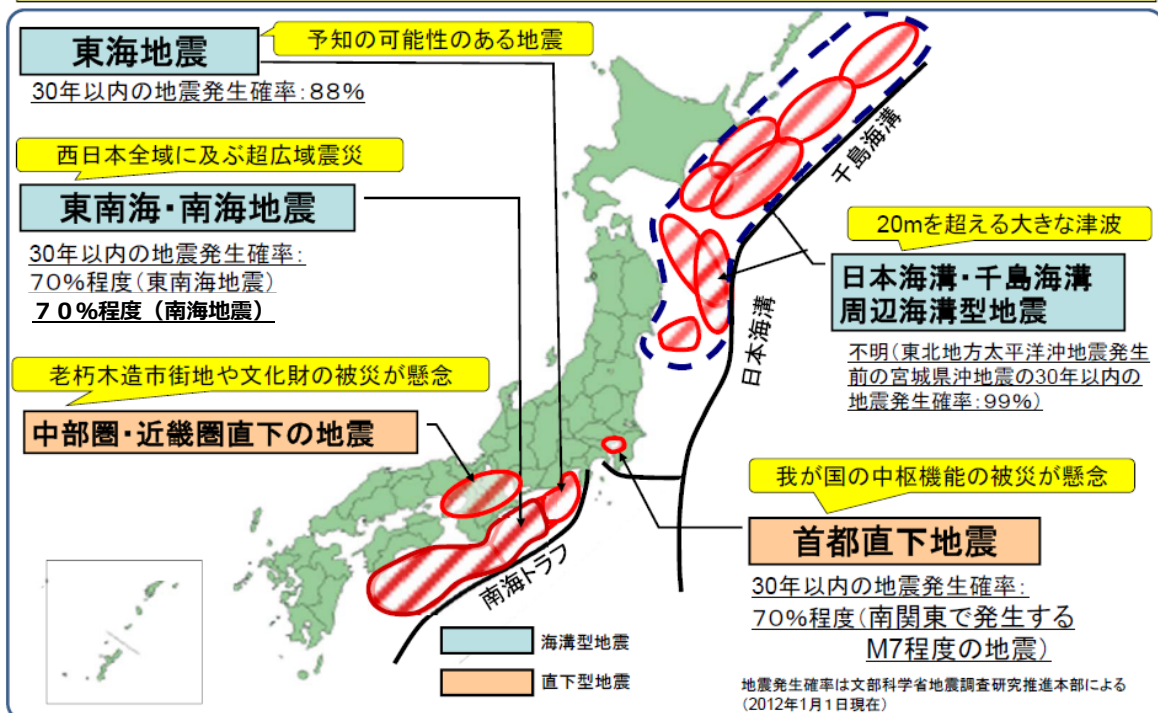 東海地震
予知の可能性のある地震
30年以内の地震発生確率:88%
西日本全域に及ぶ超広域震災
東南海・南海地震
30年以内の地震発生確率:
70%程度(東南海地震)
７０%程度（南海地震）
老朽木造市街地や文化財の被災が懸念
中部圏・近畿圏直下の地震
千島海溝
20mを超える大きな津波
日本海溝・千島海溝
周辺海溝型地震
不明(東北地方太平洋沖地震発生
前の宮城県沖地震の30年以内の
地震発生確率:99%)
日本海溝
我が国の中枢機能の被災が懸念
首都直下地震
30年以内の地震発生確率:
70%程度(南関東で発生する
M7程度の地震)
南海トラフ
海溝型地震
直下型地震
地震発生確率は文部科学省地震調査研究推進本部による
(2012年1月1日現在)